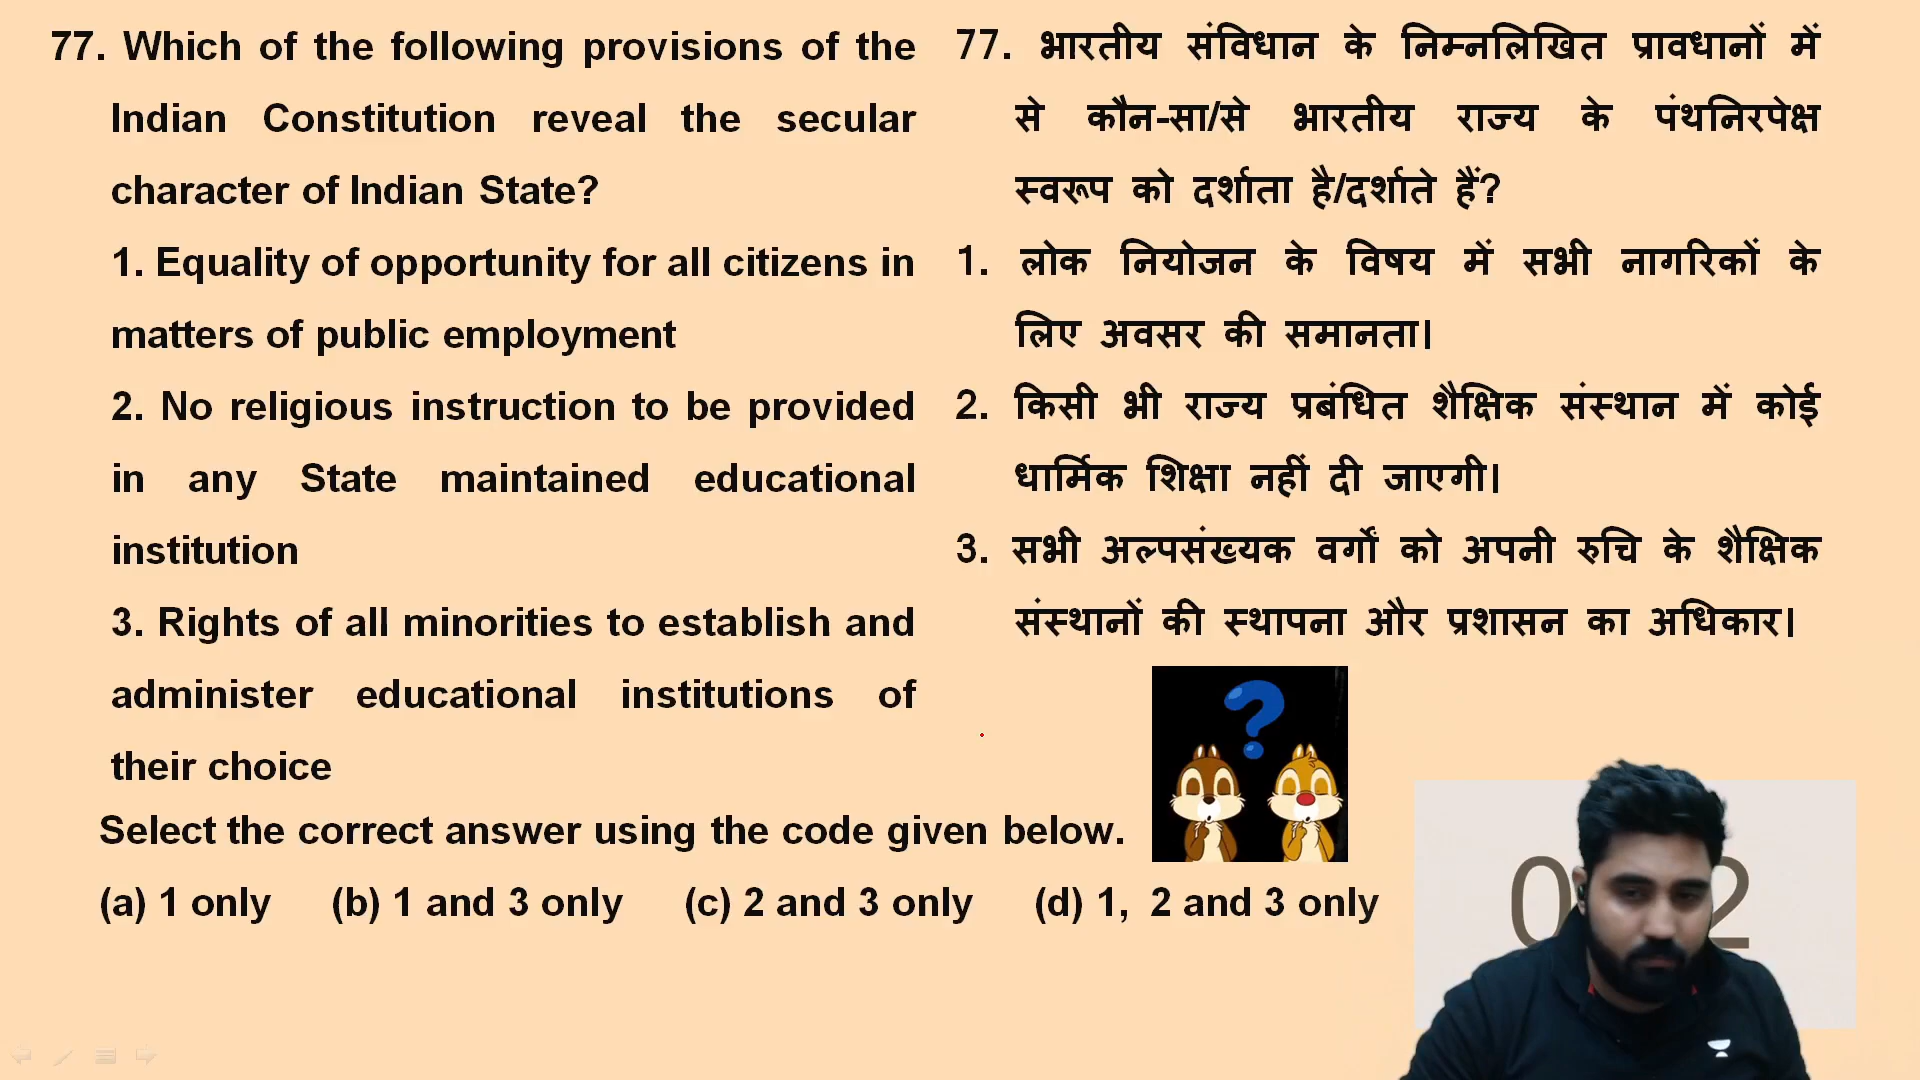 77. Which of the following provisions of the
Indian Constitution reveal the secular
character of Indian State?
1. Equality of opportunity for all citizens in
matters of public employment
2. No religious instruction to be provided
in any State maintained educational
institution
3. Rights of all minorities to establish and
administer educational institutions of
their choice
Select the correct answer using the code given below.
(a) 1 only (b) 1 and 3 only (c) 2 and 3 only (d) 1, 2 and 3 only
77. भारतीय संविधान के निम्नलिखित प्रावधानों में
से कौन-सा/से भारतीय राज्य के पंथनिरपेक्ष
स्वरूप को दर्शाता है/दर्शाते हैं?
1. लोक नियोजन के विषय में सभी नागरिकों के
लिए अवसर की समानता।
2. किसी भी राज्य प्रबंधित शैक्षिक संस्थान में कोई
धार्मिक शिक्षा नहीं दी जाएगी।
3. सभी अल्पसंख्यक वर्गों को अपनी रुचि के शैक्षिक
संस्थानों की स्थापना और प्रशासन का अधिकार।
?